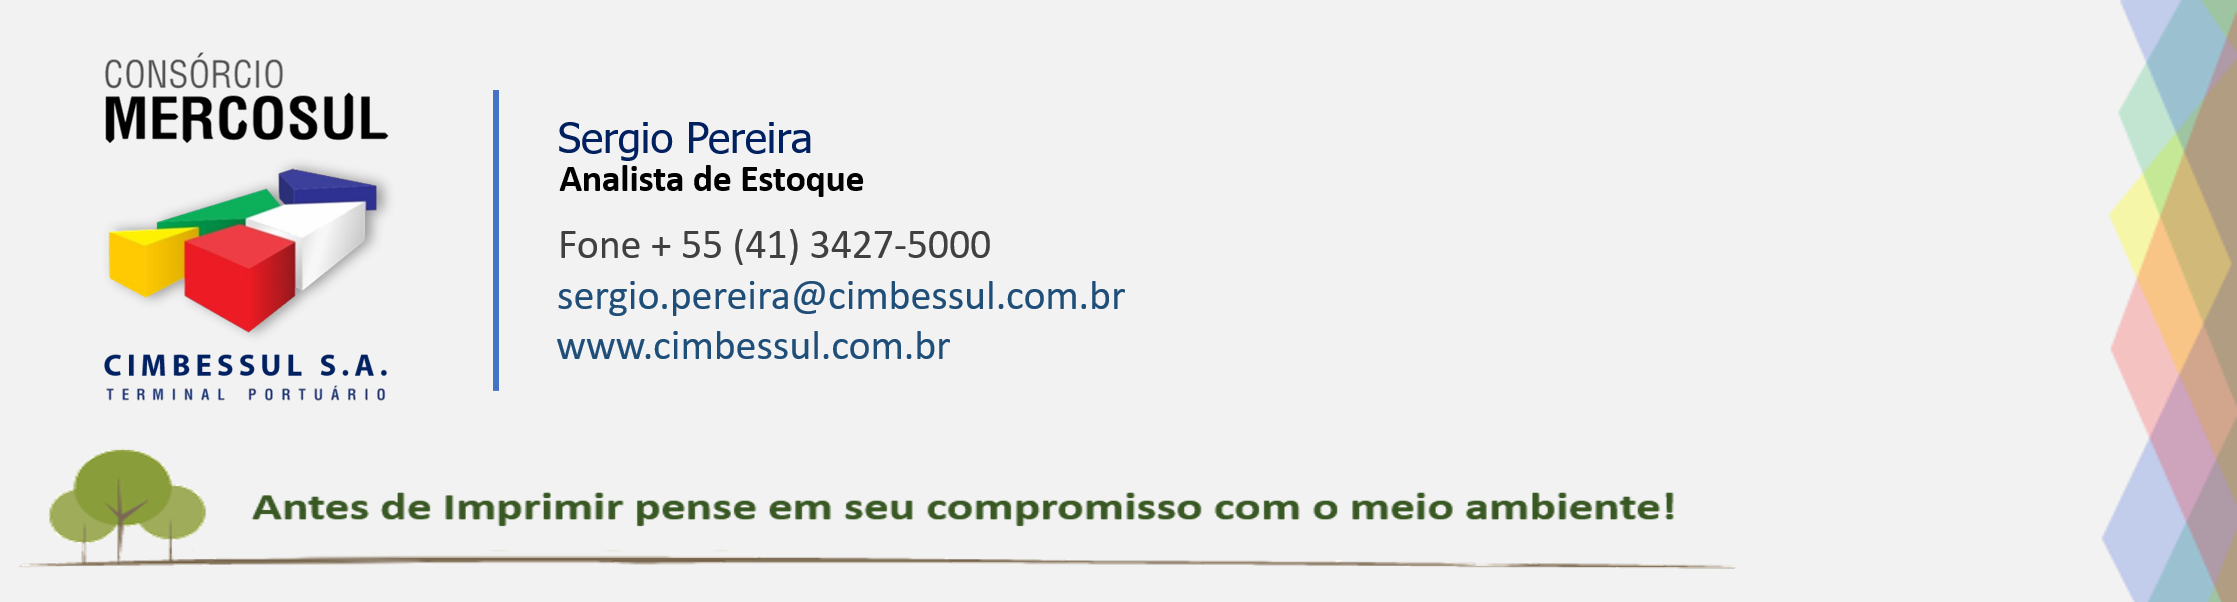 CONSÓRCIO
MERCOSUL
CIMBESSUL S.A.
TERMINAL PORTUÁRIO
Sergio Pereira
Analista de Estoque
Fone + 55 (41) 3427-5000
sergio.pereira@cimbessul.com.br
www.cimbessul.com.br
Antes de Imprimir pense em seu compromisso com o meio ambiente!